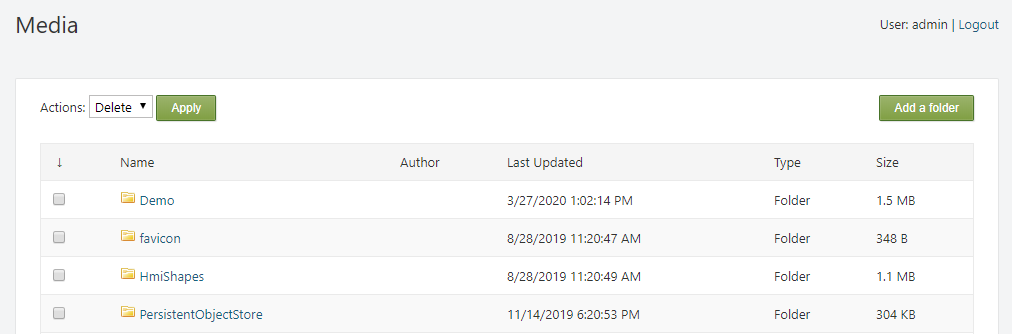 Media
User: admin | Logout
Actions: Delete Apply Add a folder
↓ Name Author Last Updated Type Size
Demo 3/27/2020 1:02:14 PM Folder 1.5 MB
favicon 8/28/2019 11:20:47 AM Folder 348 B
HmiShapes 8/28/2019 11:20:49 AM Folder 1.1 MB
PersistentObjectStore 11/14/2019 6:20:53 PM Folder 304 KB